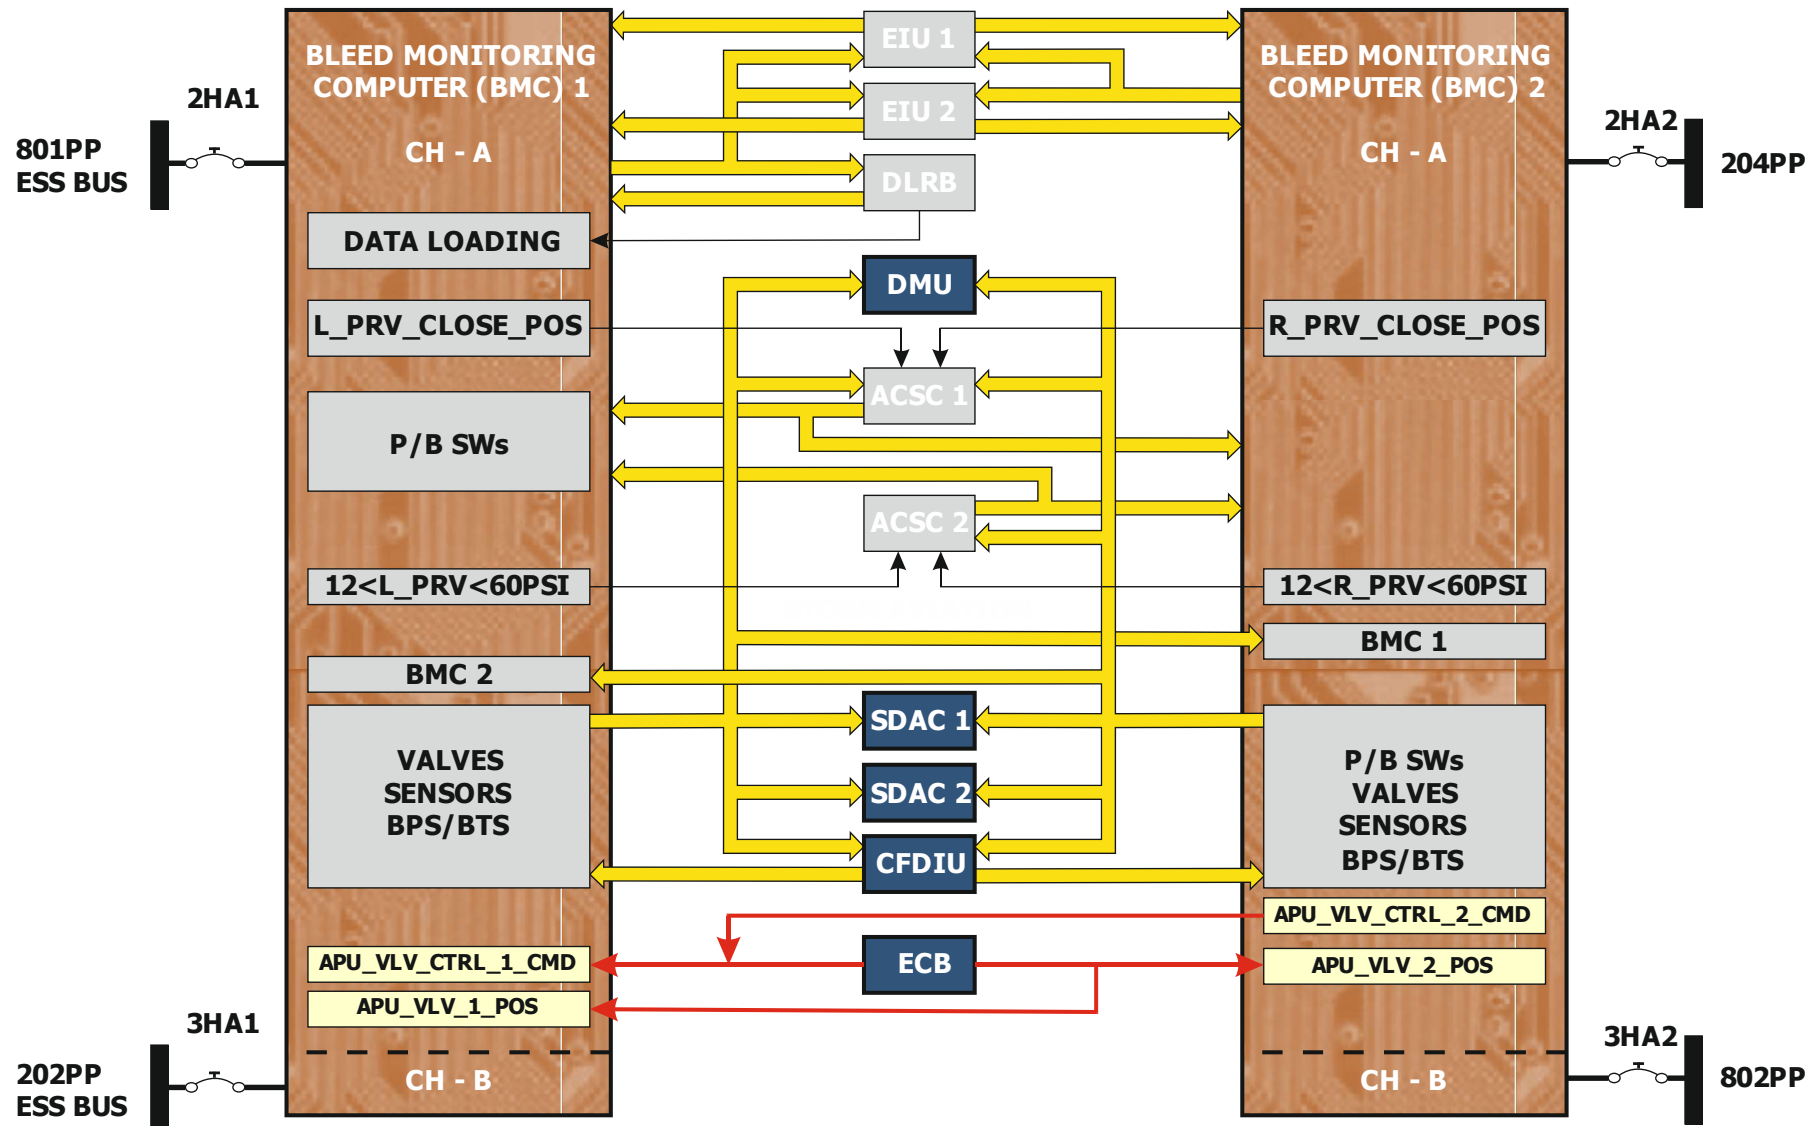 BLEED MONITORING
COMPUTER (BMC) 1
CH - A
2HA1
801PP
ESS BUS
DATA LOADING
L_PRV_CLOSE_POS
P/B SWs
12<L_PRV<60PSI
BMC 2
VALVES
SENSORS
BPS/BTS
APU_VLV_CTRL_1_CMD
APU_VLV_1_POS
CH - B
3HA1
202PP
ESS BUS
EIU 1
EIU 2
DLRB
DMU
ACSC 1
ACSC 2
SDAC 1
SDAC 2
CFDIU
ECB
BLEED MONITORING
COMPUTER (BMC) 2
CH - A
2HA2
204PP
R_PRV_CLOSE_POS
12<R_PRV<60PSI
BMC 1
P/B SWs
VALVES
SENSORS
BPS/BTS
APU_VLV_CTRL_2_CMD
APU_VLV_2_POS
CH - B
3HA2
802PP